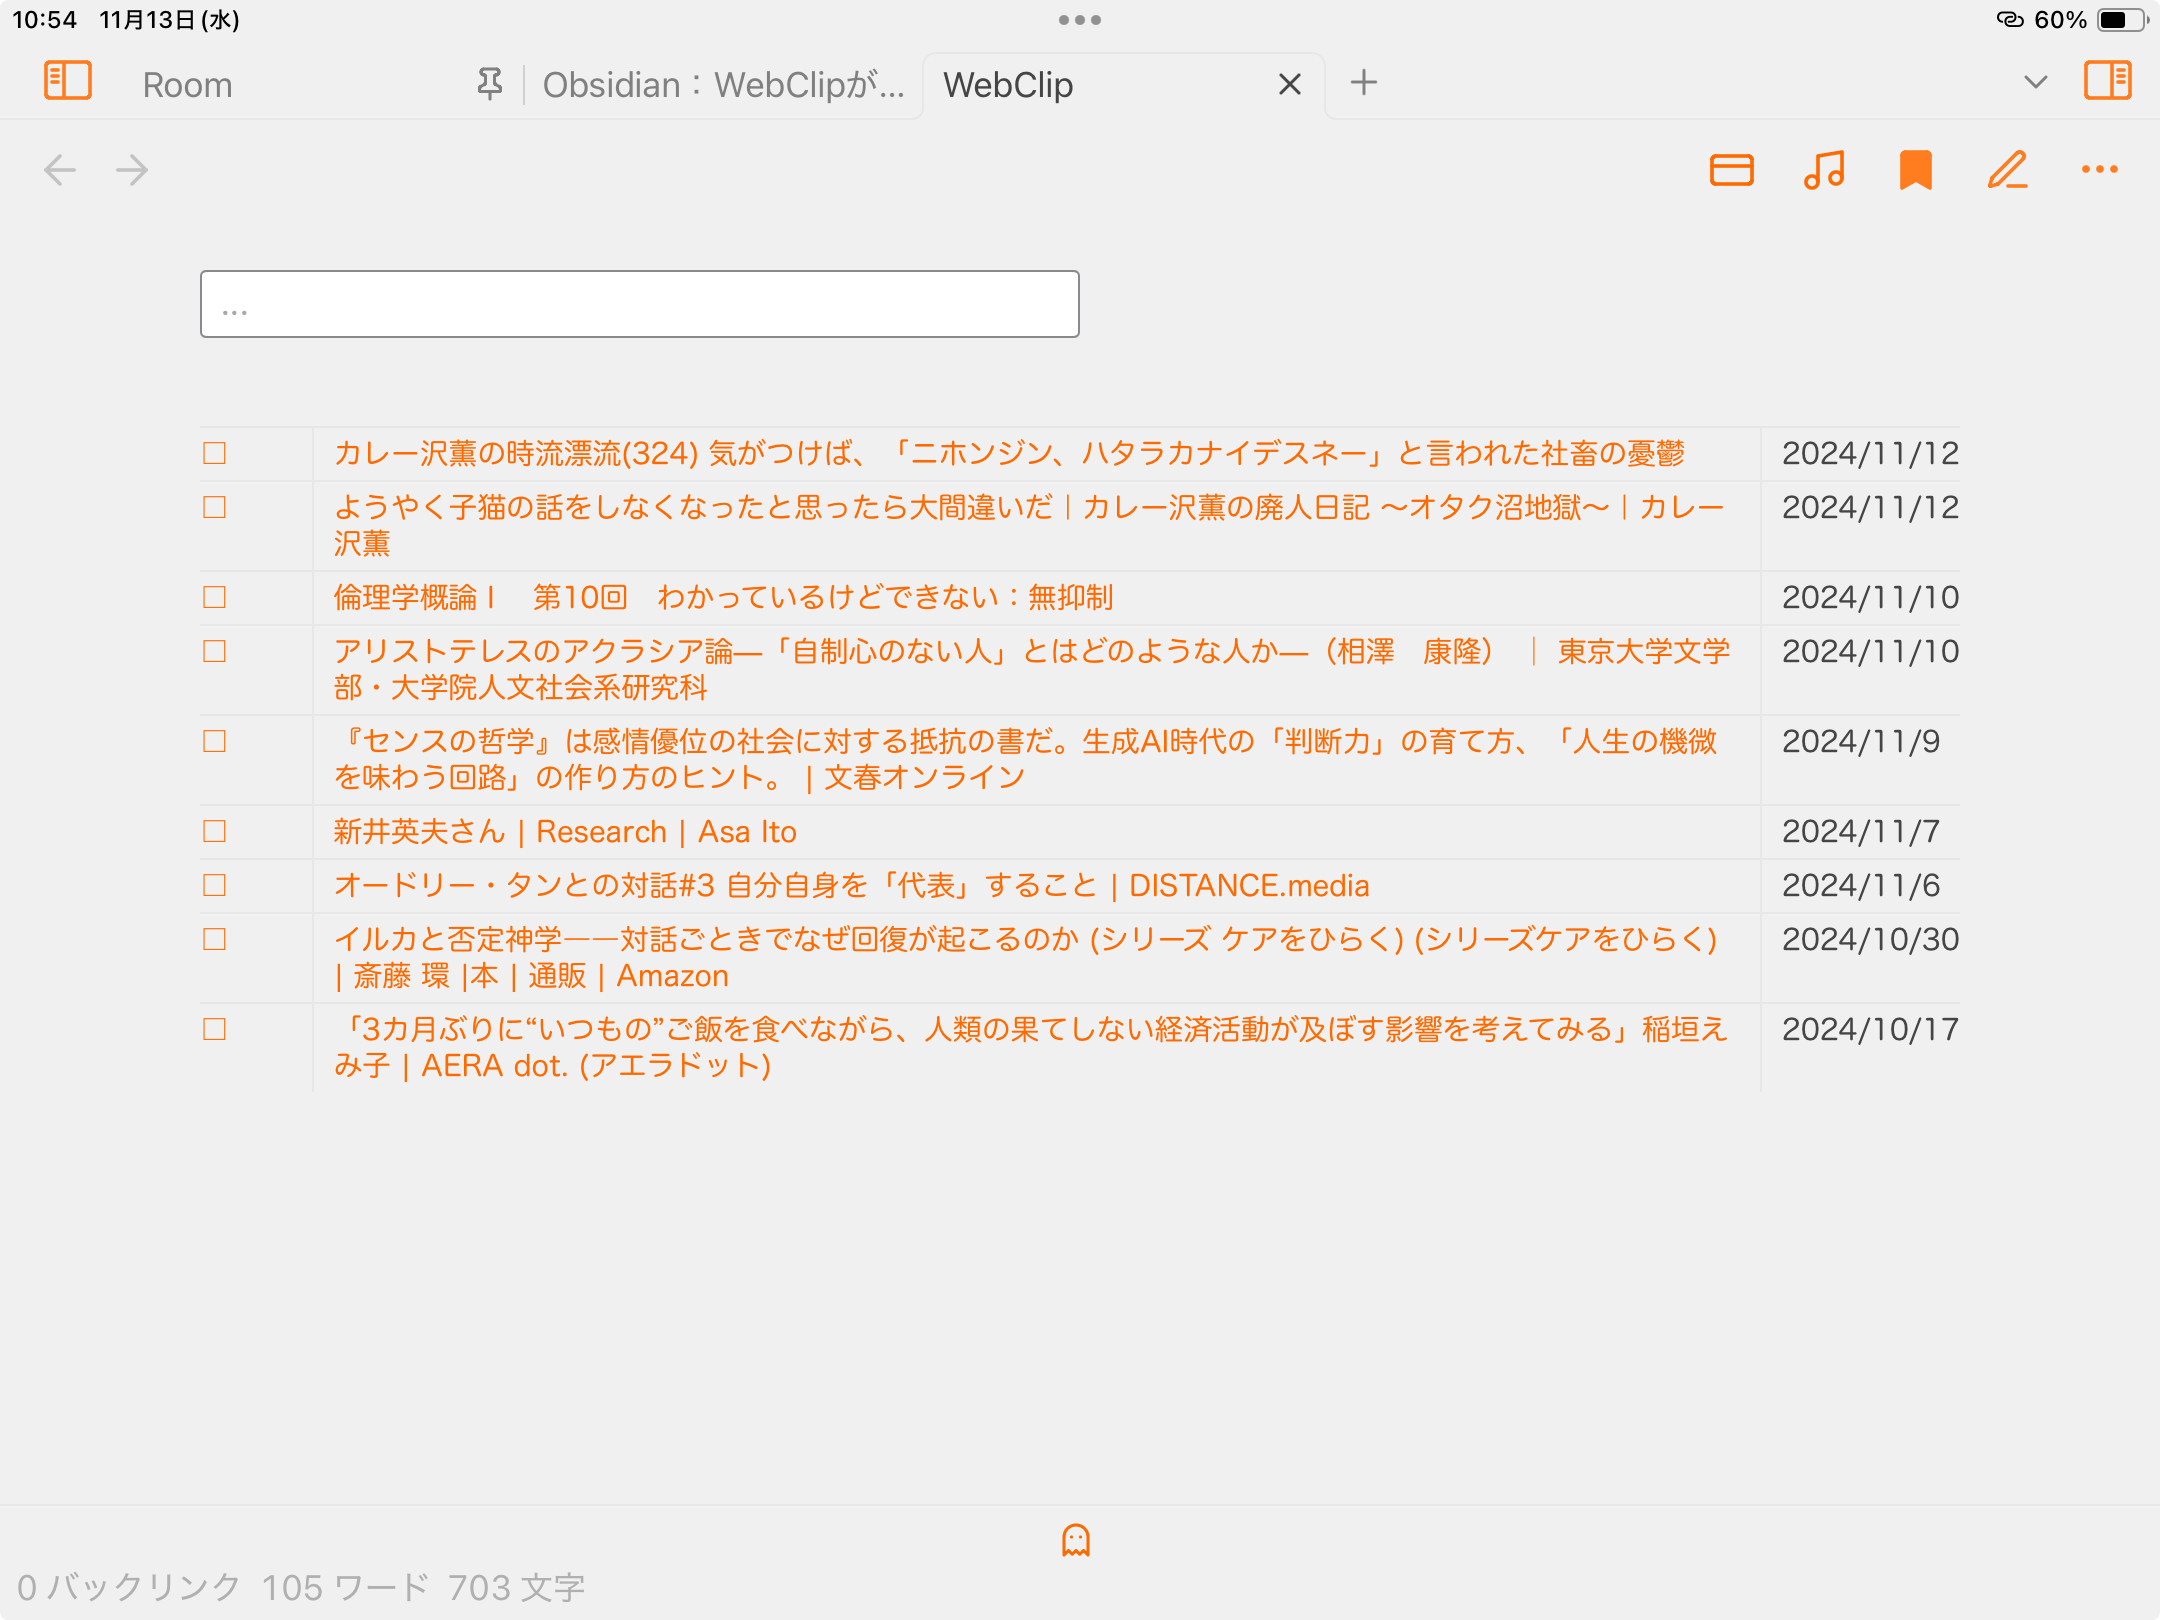 10:54 11月13日(水)
60%
Room
Obsidian：WebClipが...
WebClip
...
□ カレー沢薫の時流漂流(324) 気がつけば、「ニホンジン、ハタラカナイデスネー」と言われた社畜の憂鬱 2024/11/12
□ ようやく子猫の話をしなくなったと思ったら大間違いだ｜カレー沢薫の廃人日記 〜オタク沼地獄〜｜カレー 2024/11/12
沢薫
□ 倫理学概論Ⅰ　第10回　わかっているけどできない：無抑制 2024/11/10
□ アリストテレスのアクラシア論―「自制心のない人」とはどのような人か―（相澤　康隆） ｜ 東京大学文学 2024/11/10
部・大学院人文社会系研究科
□ 『センスの哲学』は感情優位の社会に対する抵抗の書だ。生成AI時代の「判断力」の育て方、「人生の機微 2024/11/9
を味わう回路」の作り方のヒント。 | 文春オンライン
□ 新井英夫さん | Research | Asa Ito 2024/11/7
□ オードリー・タンとの対話#3 自分自身を「代表」すること | DISTANCE.media 2024/11/6
□ イルカと否定神学――対話ごときでなぜ回復が起こるのか (シリーズ ケアをひらく) (シリーズケアをひらく) 2024/10/30
| 斎藤 環 |本 | 通販 | Amazon
□ 「3カ月ぶりに“いつもの”ご飯を食べながら、人類の果てしない経済活動が及ぼす影響を考えてみる」稲垣え 2024/10/17
み子 | AERA dot. (アエラドット)
0 バックリンク 105 ワード 703 文字